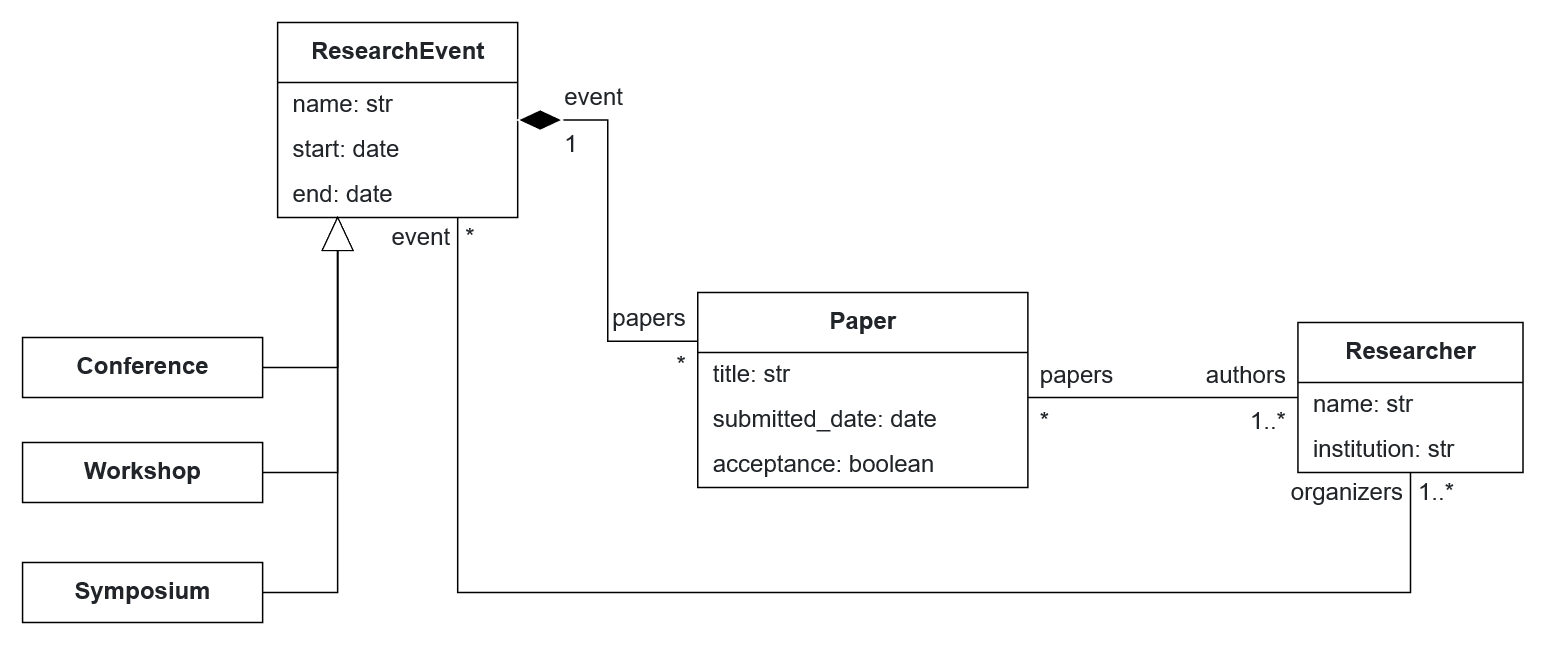 ResearchEvent
name: str
start: date
end: date
event
1
event
*
papers
*
Paper
title: str
submitted_date: date
acceptance: boolean
papers
*
authors
1..*
Researcher
name: str
institution: str
organizers
1..*
Conference
Workshop
Symposium